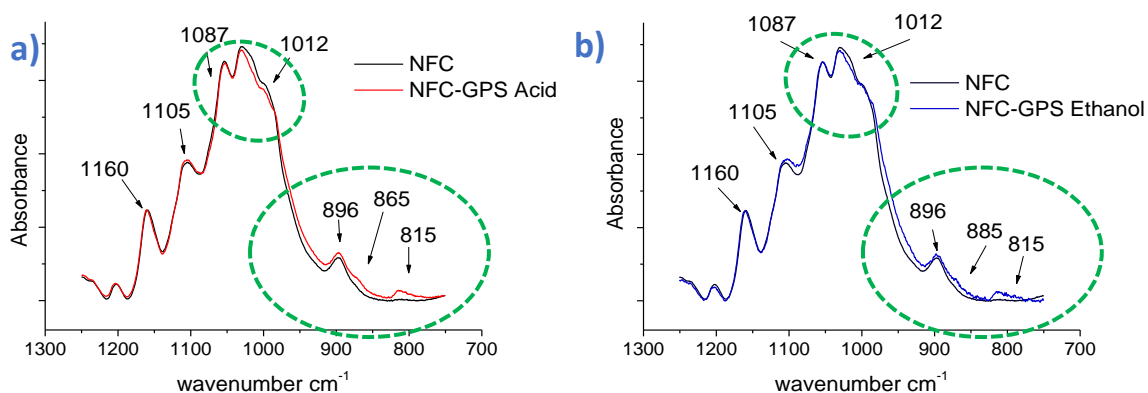 a)
1087
1012
NFC
NFC-GPS Acid
1105
1160
896
865
815
Absorbance
1300 1200 1100 1000 900 800 700
wavenumber cm⁻¹
b)
1087
1012
NFC
NFC-GPS Ethanol
1105
1160
896
885
815
Absorbance
1300 1200 1100 1000 900 800 700
wavenumber cm⁻¹